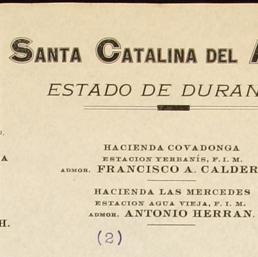 SANTA CATALINA DEL A
ESTADO DE DURAN
HACIENDA COVADONGA
ESTACION YERBANÍS, F. I. M.
ADMOR. FRANCISCO A. CALDER
HACIENDA LAS MERCEDES
ESTACION AGUA VIEJA, F. I. M.
ADMOR. ANTONIO HERRAN.
A
H.
(2)